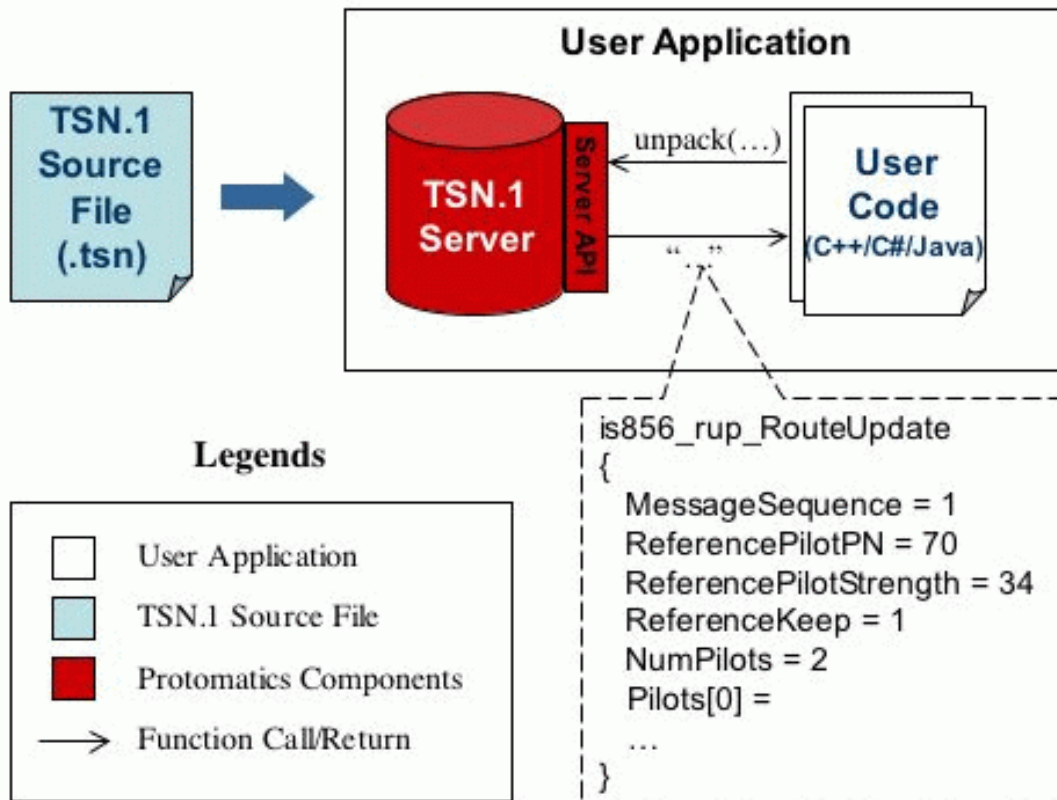 User Application
TSN.1
Source
File
(.tsn)
TSN.1
Server
Server API
unpack(…)
“…”
User
Code
(C++/C#/Java)
is856_rup_RouteUpdate
{
MessageSequence = 1
ReferencePilotPN = 70
ReferencePilotStrength = 34
ReferenceKeep = 1
NumPilots = 2
Pilots[0] =
…
}
Legends
User Application
TSN.1 Source File
Protomatics Components
Function Call/Return